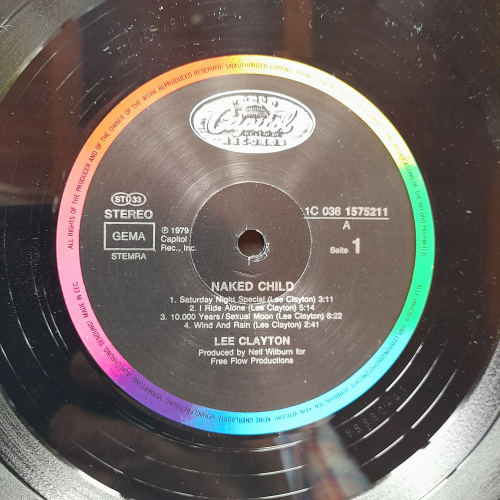 ALL RIGHTS OF THE PRODUCER AND OF THE OWNER OF THE WORK REPRODUCED RESERVED. UNAUTHORIZED COPYING
Capitol
RECORDS
ST 33
STEREO
GEMA
STEMRA
℗ 1979
Capitol
Rec., Inc.
1C 038 1575211
A
Seite 1
NAKED CHILD
1. Saturday Night Special (Lee Clayton) 3:11
2. I Ride Alone (Lee Clayton) 5:14
3. 10.000 Years/Sexual Moon (Lee Clayton) 6:22
4. Wind And Rain (Lee Clayton) 2:41
LEE CLAYTON
Produced by Neil Wilburn for
Free Flow Productions
MADE IN EEC